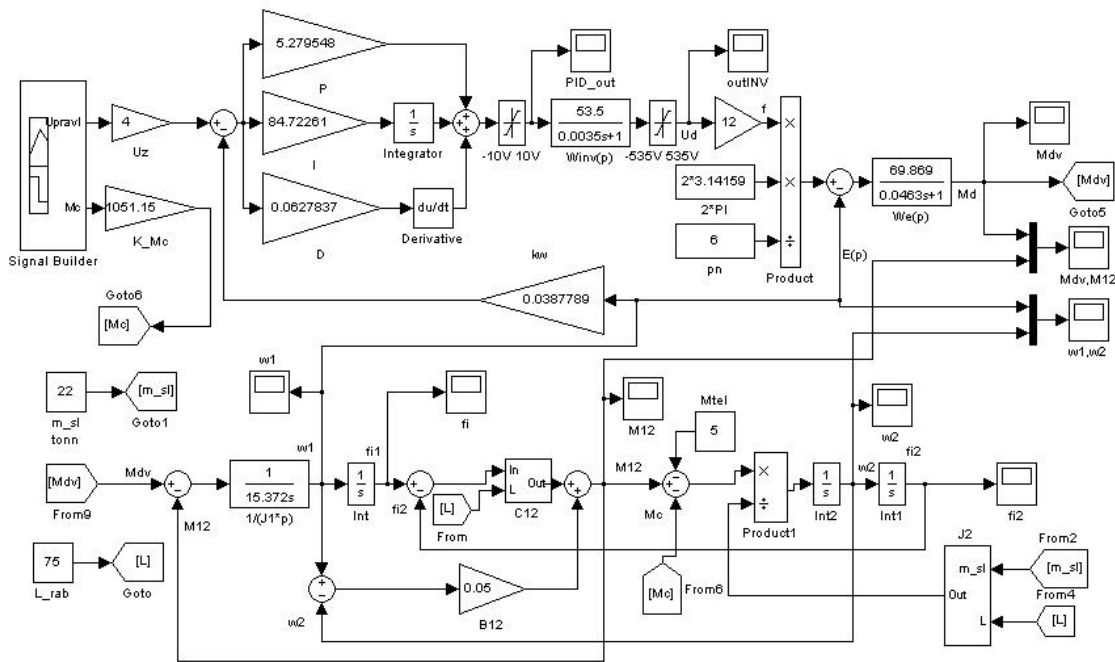 5.279548
P
PID_out
outINV
Upravl
4
Uz
84.72261
I
1
s
Integrator
-10V 10V
53.5
0.0035s+1
Winv(p)
-535V 535V
Ud
12
f
Mdv
Mc
1051.15
K_Mc
Signal Builder
0.0627837
D
du/dt
Derivative
2*3.14159
2*PI
6
pn
Product
E(p)
69.869
0.0463s+1
We(p)
Md
[Mdv]
Goto5
Mdv,M12
kw
0.0387789
Goto6
[Mc]
w1,w2
22
m_sl
tonn
[m_sl]
Goto1
w1
fi
M12
Mtel
5
w2
[Mdv]
From9
Mdv
M12
1
15.372s
1/(J1*p)
w1
1
s
Int
fi1
fi2
[L]
From
In
L
Out
C12
M12
Mc
Product1
1
s
Int2
w2
1
s
Int1
fi2
fi2
75
L_rab
[L]
Goto
w2
0.05
B12
[Mc]
From6
J2
m_sl
Out
L
From2
[m_sl]
From4
[L]